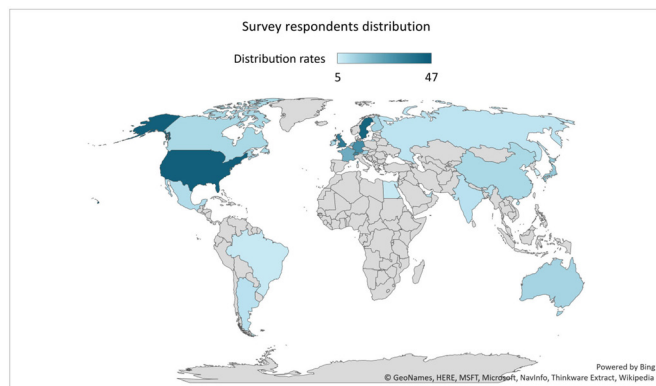 Survey respondents distribution
Distribution rates
5
47
Powered by Bing
© GeoNames, HERE, MSFT, Microsoft, NavInfo, Thinkware Extract, Wikipedia